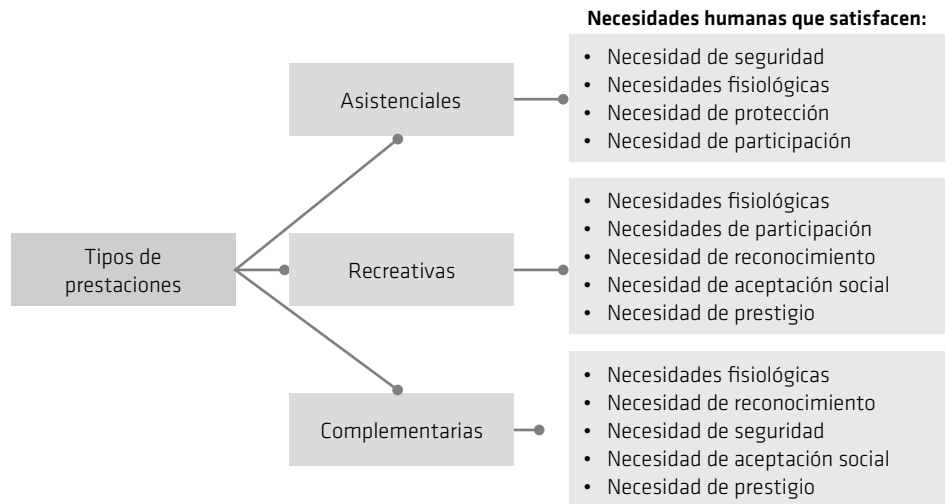 Necesidades humanas que satisfacen:
Asistenciales
• Necesidad de seguridad
• Necesidades fisiológicas
• Necesidad de protección
• Necesidad de participación
Tipos de
prestaciones
Recreativas
• Necesidades fisiológicas
• Necesidades de participación
• Necesidad de reconocimiento
• Necesidad de aceptación social
• Necesidad de prestigio
Complementarias
• Necesidades fisiológicas
• Necesidad de reconocimiento
• Necesidad de seguridad
• Necesidad de aceptación social
• Necesidad de prestigio